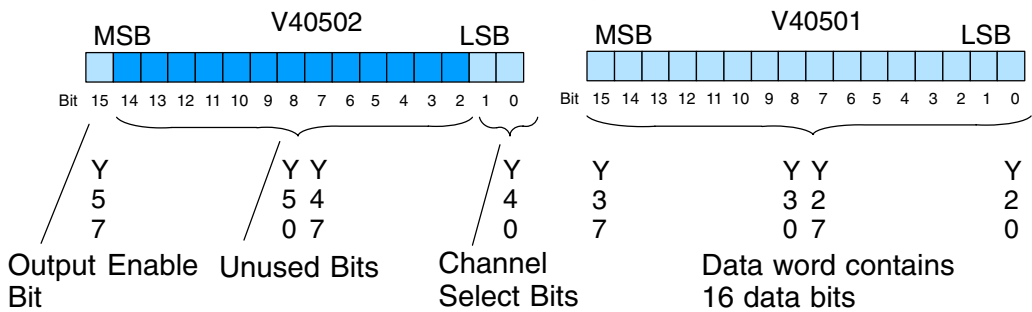 V40502 V40501
MSB LSB MSB LSB
Bit 15 14 13 12 11 10 9 8 7 6 5 4 3 2 1 0 Bit 15 14 13 12 11 10 9 8 7 6 5 4 3 2 1 0
Y Y Y Y Y Y Y Y
5 5 4 4 3 3 2 2
7 0 7 0 7 0 7 0
Output Enable Unused Bits Channel Data word contains
Bit Select Bits 16 data bits